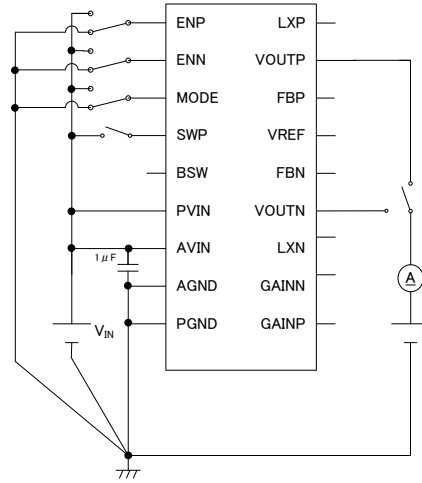 ENP LXP
ENN VOUTP
MODE FBP
SWP VREF
BSW FBN
PVIN VOUTN
AVIN LXN
1μF
AGND GAINN
A
PGND GAINP
VIN